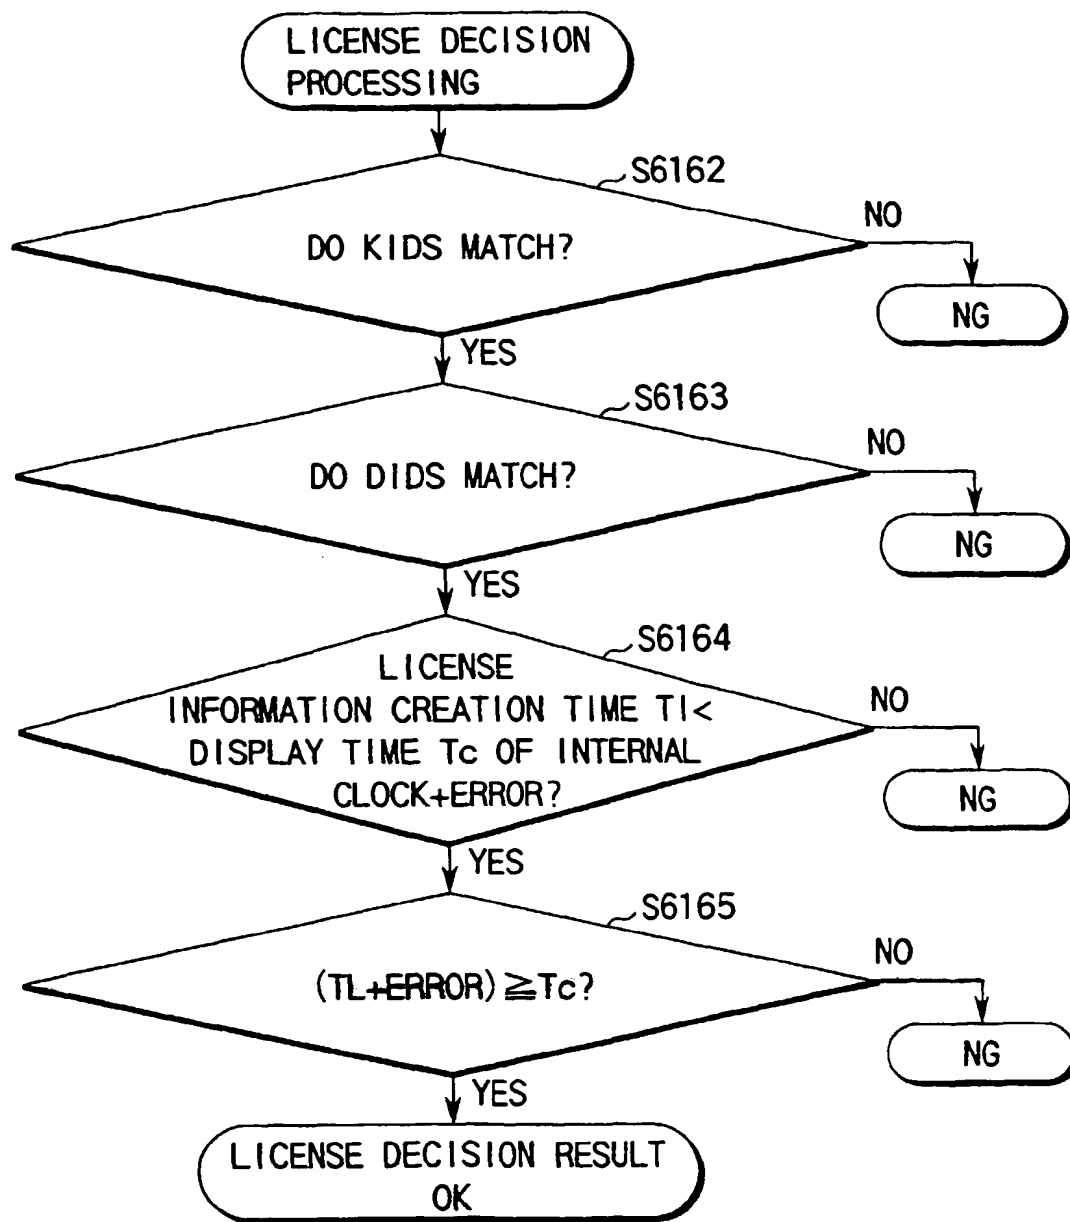 LICENSE DECISION
PROCESSING
S6162
DO KIDS MATCH?
NO
NG
YES
S6163
DO DIDS MATCH?
NO
NG
YES
S6164
LICENSE
INFORMATION CREATION TIME TI<
DISPLAY TIME Tc OF INTERNAL
CLOCK+ERROR?
NO
NG
YES
S6165
(TL+ERROR)≧Tc?
NO
NG
YES
LICENSE DECISION RESULT
OK